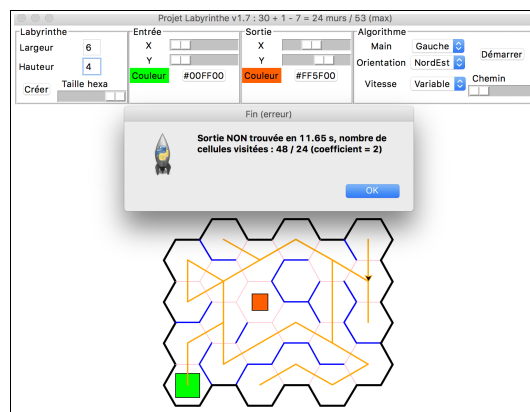 Projet Labyrinthe v1.7 : 30 + 1 - 7 = 24 murs / 53 (max)
Labyrinthe Entrée Sortie Algorithme
Largeur 6 X X Main Gauche
Hauteur 4 Y Y Orientation NordEst Démarrer
Couleur #00FF00 Couleur #FF5F00
Créer Taille hexa Vitesse Variable Chemin
Fin (erreur)
Sortie NON trouvée en 11.65 s, nombre de
cellules visitées : 48 / 24 (coefficient = 2)
OK